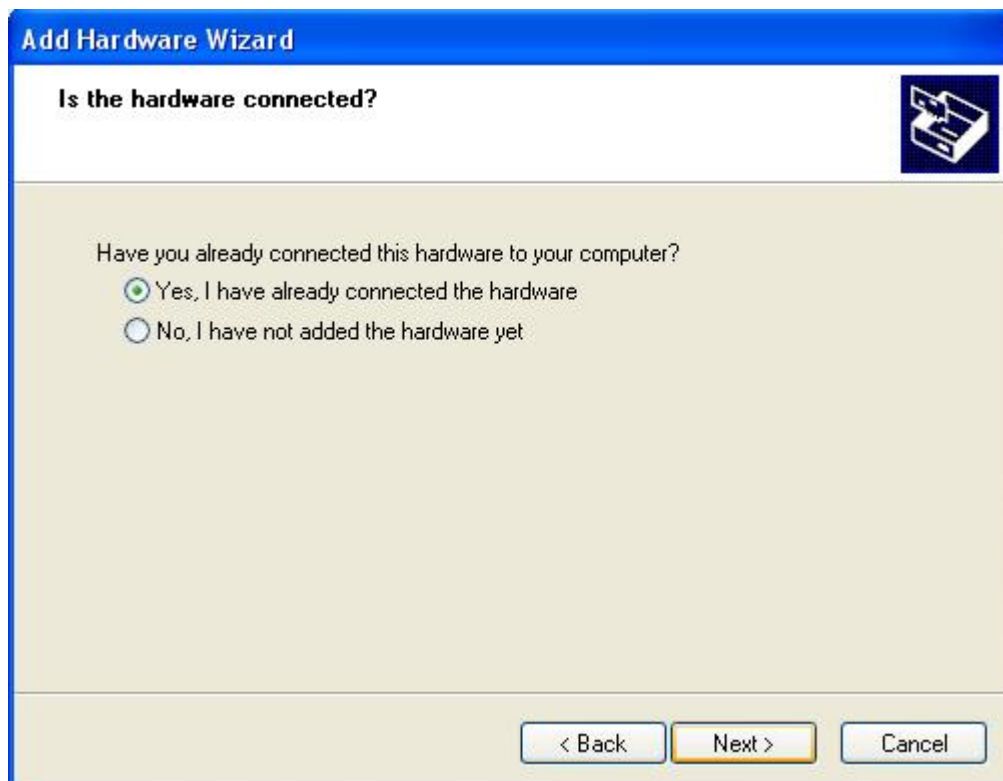 Add Hardware Wizard
Is the hardware connected?
Have you already connected this hardware to your computer?
Yes, I have already connected the hardware
No, I have not added the hardware yet
< Back Next > Cancel